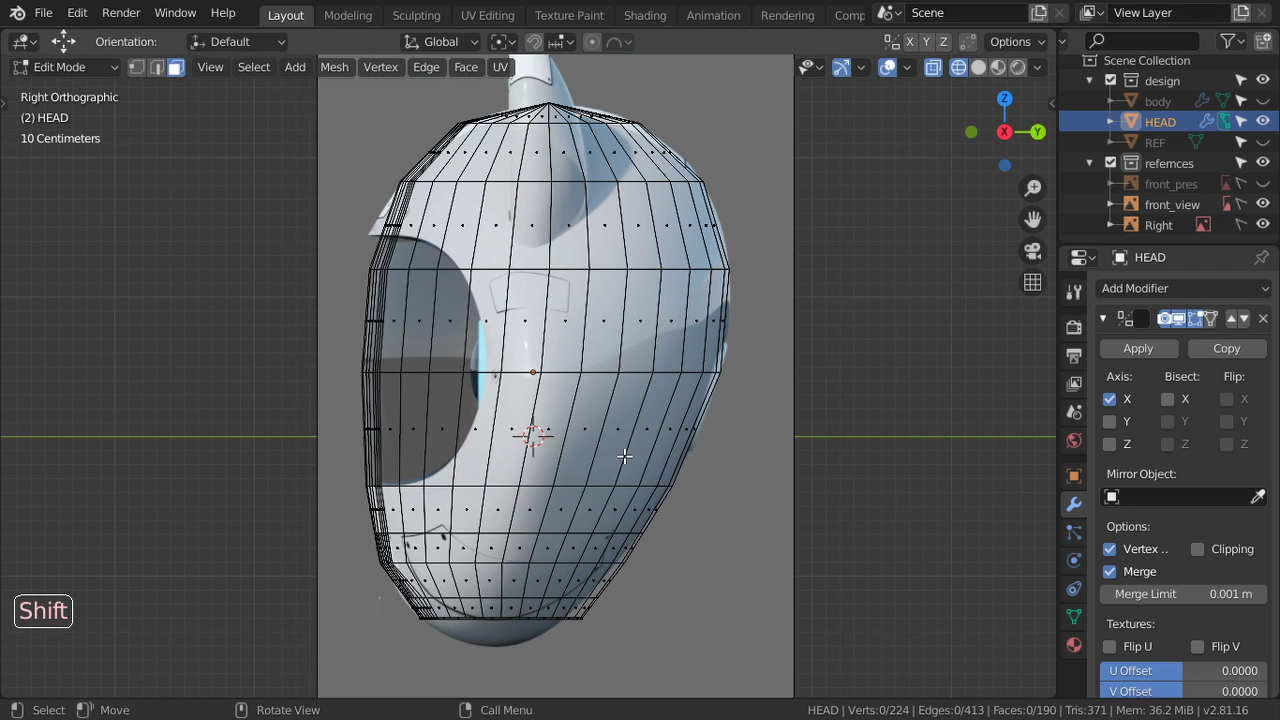 File Edit Render Window Help Layout Modeling Sculpting UV Editing Texture Paint Shading Animation Rendering Comp Scene View Layer
Orientation: Default Global X Y Z Options
Edit Mode View Select Add Mesh Vertex Edge Face UV
Right Orthographic
(2) HEAD
10 Centimeters
Z
X
Y
Shift
Scene Collection
design
body
HEAD
REF
refernces
front_pres
front_view
Right
HEAD
Add Modifier
Apply Copy
Axis: Bisect: Flip:
X X X
Y Y Y
Z Z Z
Mirror Object:
Options:
Vertex .. Clipping
Merge
Merge Limit 0.001 m
Textures:
Flip U Flip V
U Offset 0.0000
V Offset 0.0000
Select Move Rotate View Call Menu HEAD | Verts:0/224 | Edges:0/413 | Faces:0/190 | Tris:371 | Mem: 36.2 MiB | v2.81.16